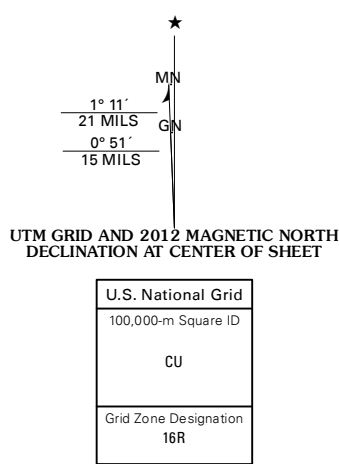 ★
MN
1° 11´
21 MILS
GN
0° 51´
15 MILS
UTM GRID AND 2012 MAGNETIC NORTH
DECLINATION AT CENTER OF SHEET
U.S. National Grid
100,000-m Square ID
CU
Grid Zone Designation
16R